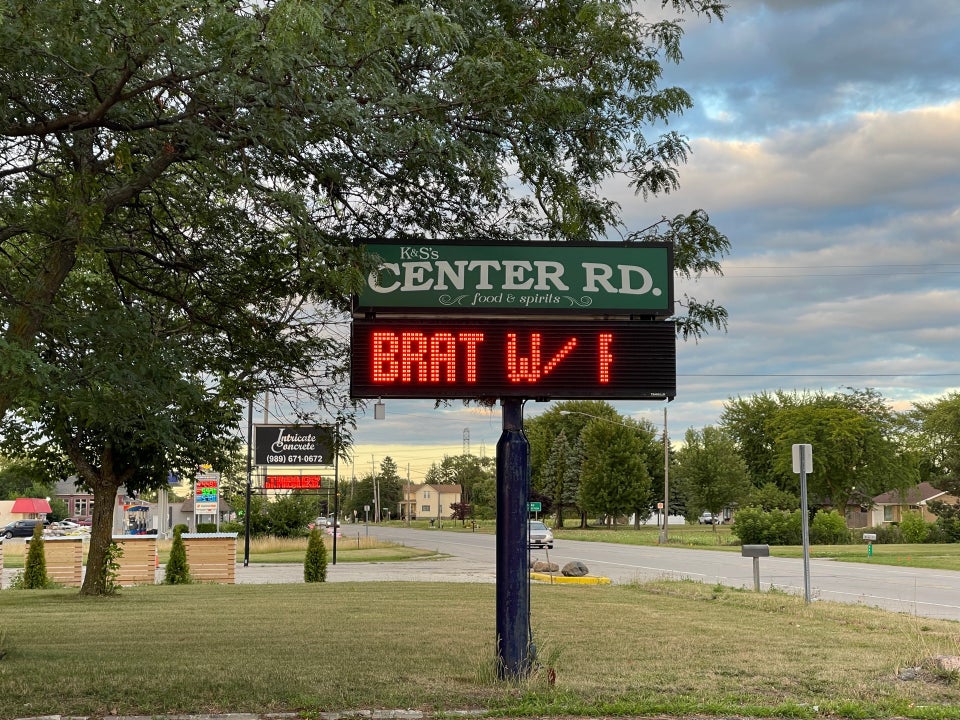 K&S's
CENTER RD.
food & spirits
BRAT W/
Intricate
Concrete
(989) 671-0672